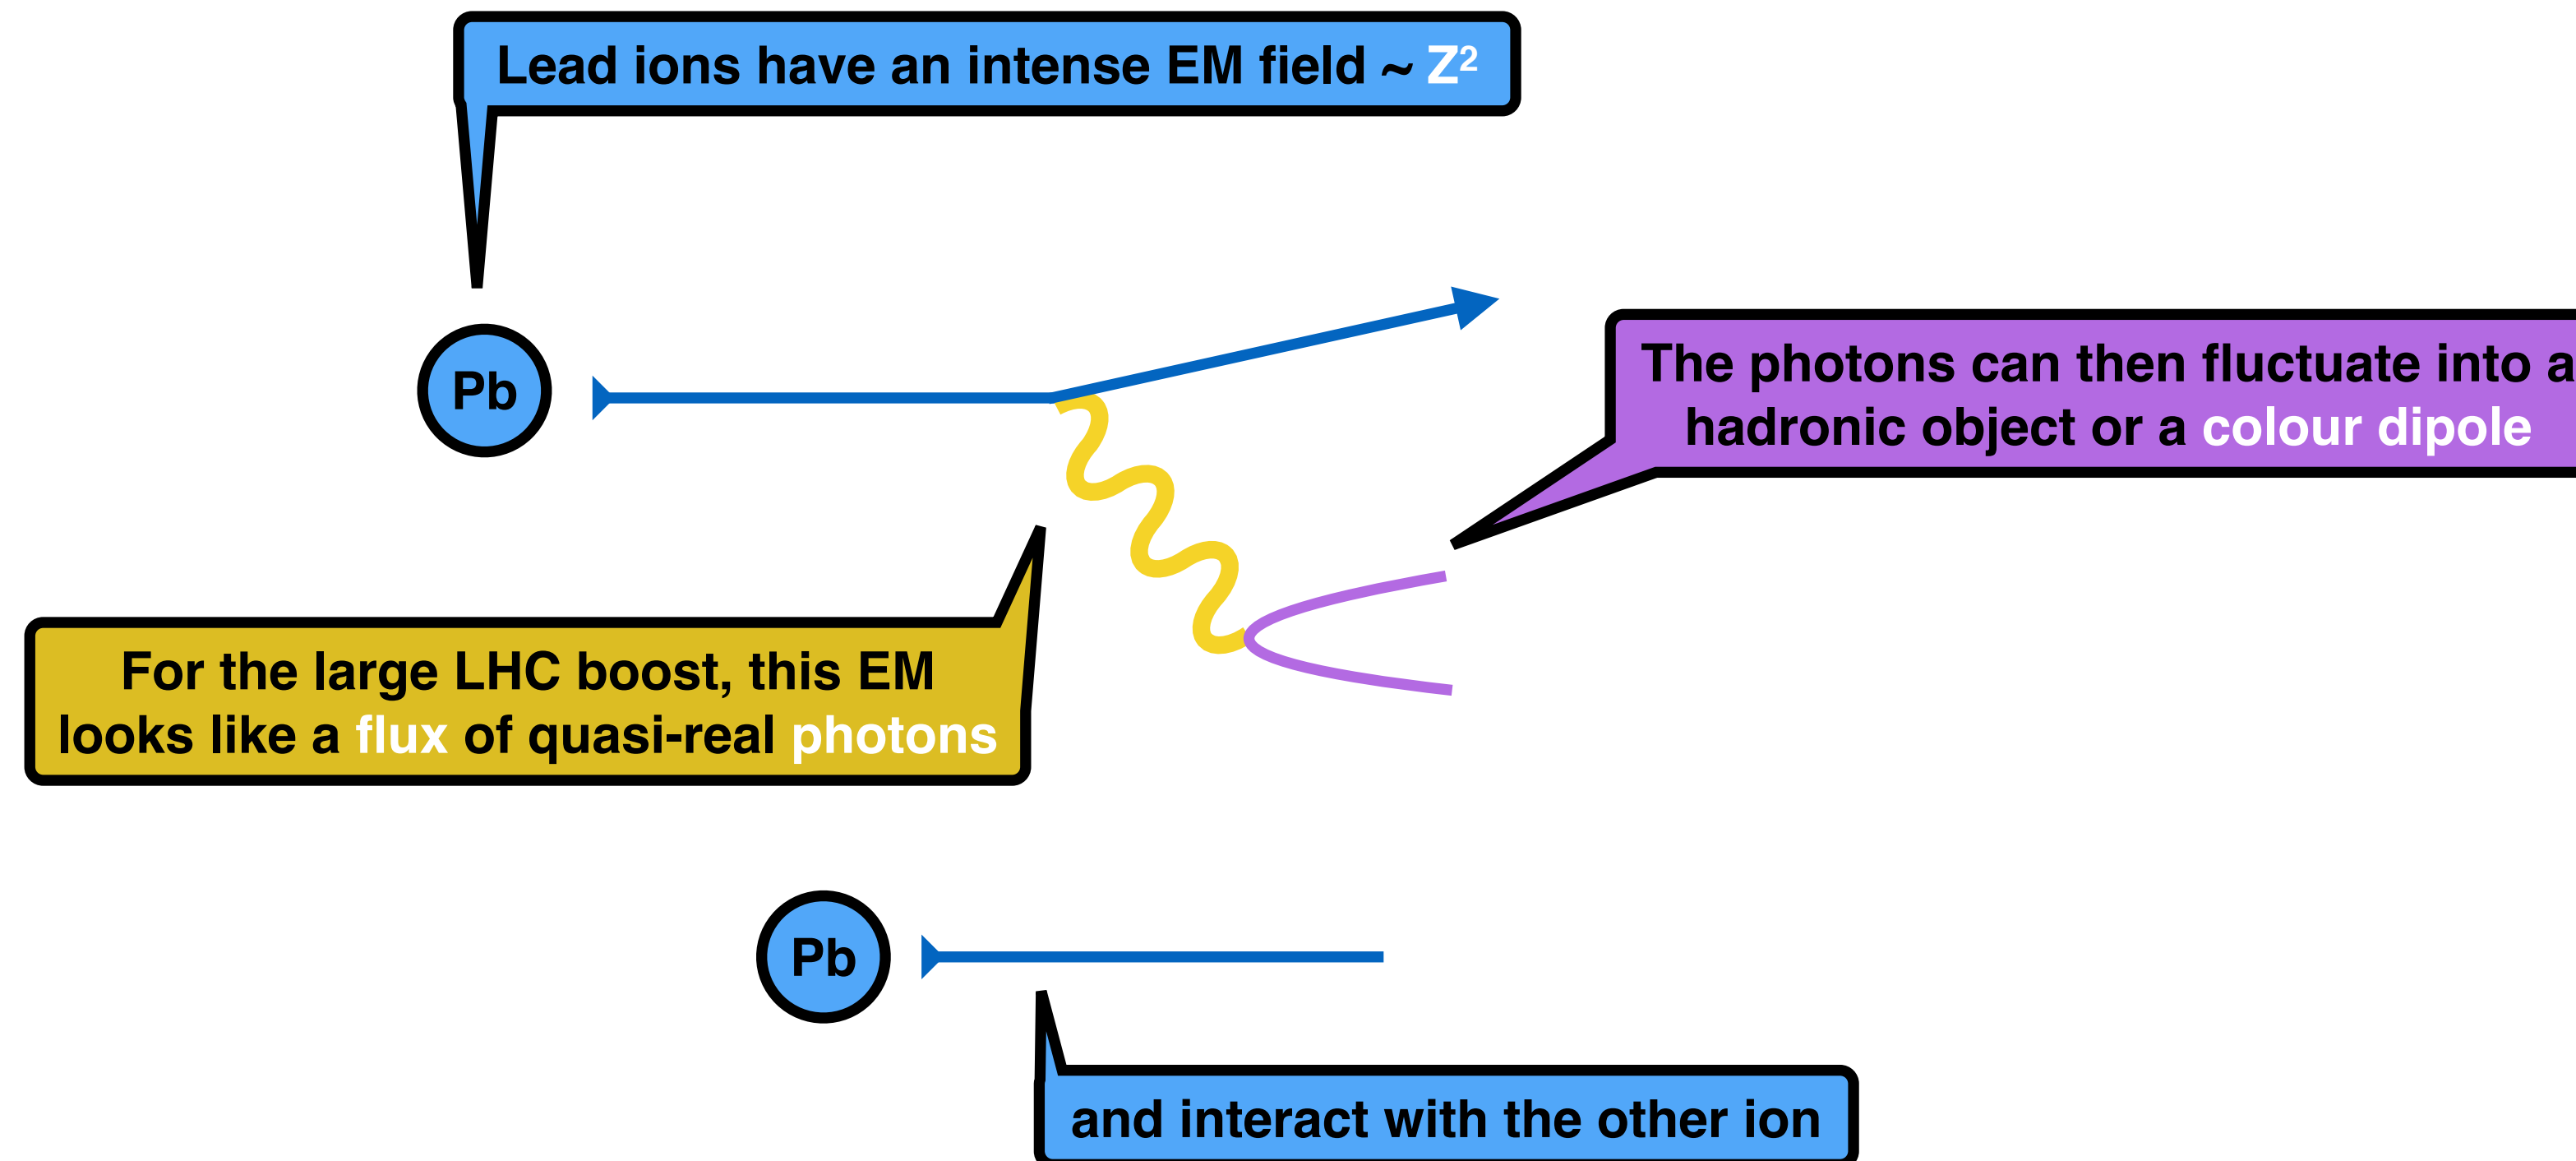 Lead ions have an intense EM field ~ Z²
Pb
The photons can then fluctuate into a
hadronic object or a colour dipole
For the large LHC boost, this EM
looks like a flux of quasi-real photons
Pb
and interact with the other ion